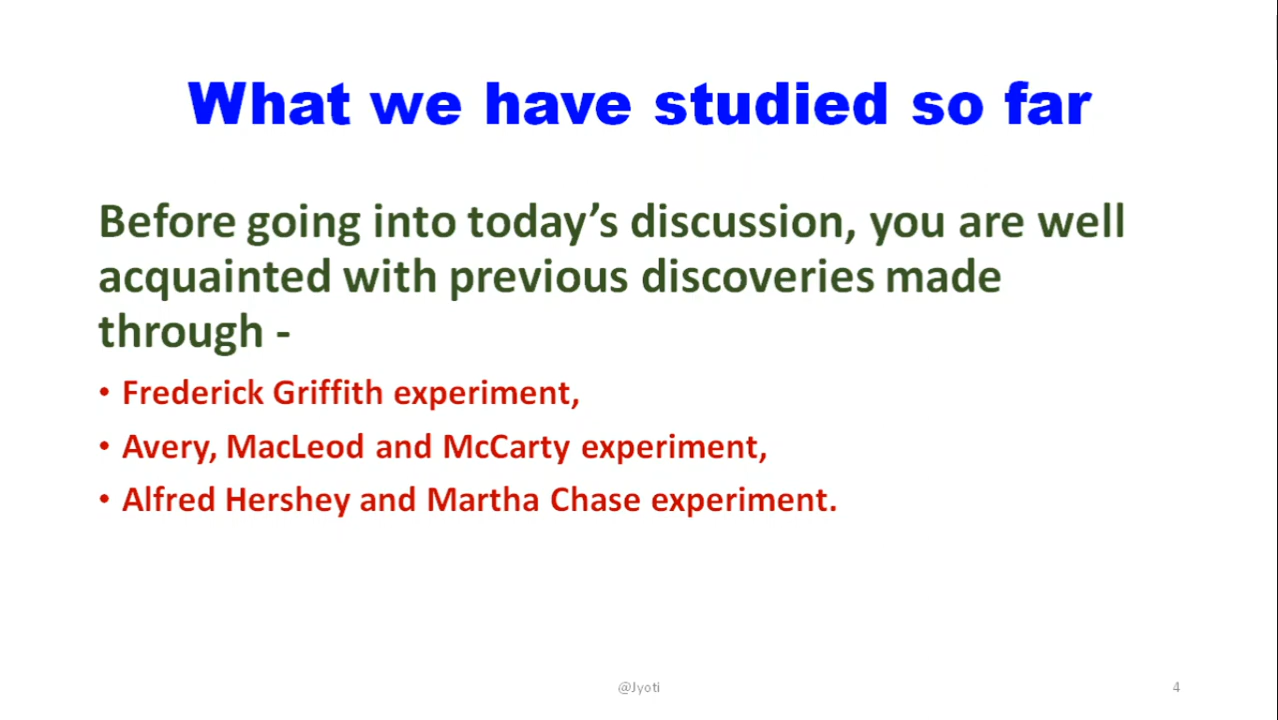 What we have studied so far
Before going into today’s discussion, you are well
acquainted with previous discoveries made
through -
• Frederick Griffith experiment,
• Avery, MacLeod and McCarty experiment,
• Alfred Hershey and Martha Chase experiment.
@Jyoti
4